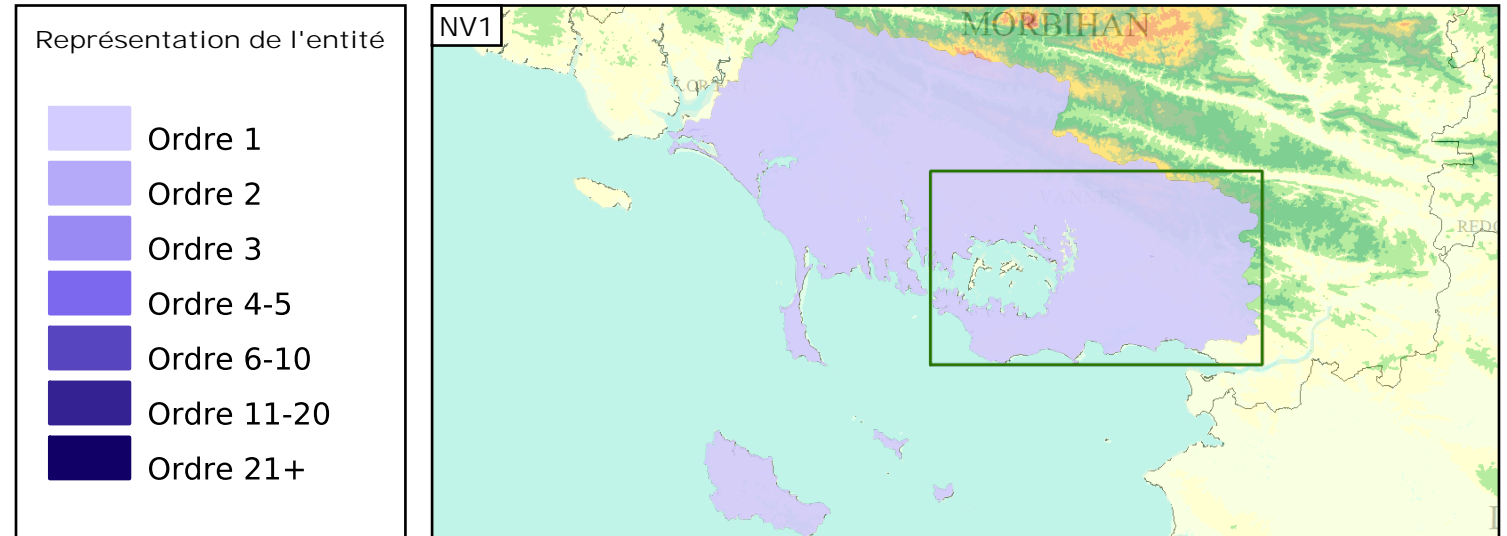 Représentation de l'entité
Ordre 1
Ordre 2
Ordre 3
Ordre 4-5
Ordre 6-10
Ordre 11-20
Ordre 21+
NV1
MORBIHAN
VANNES